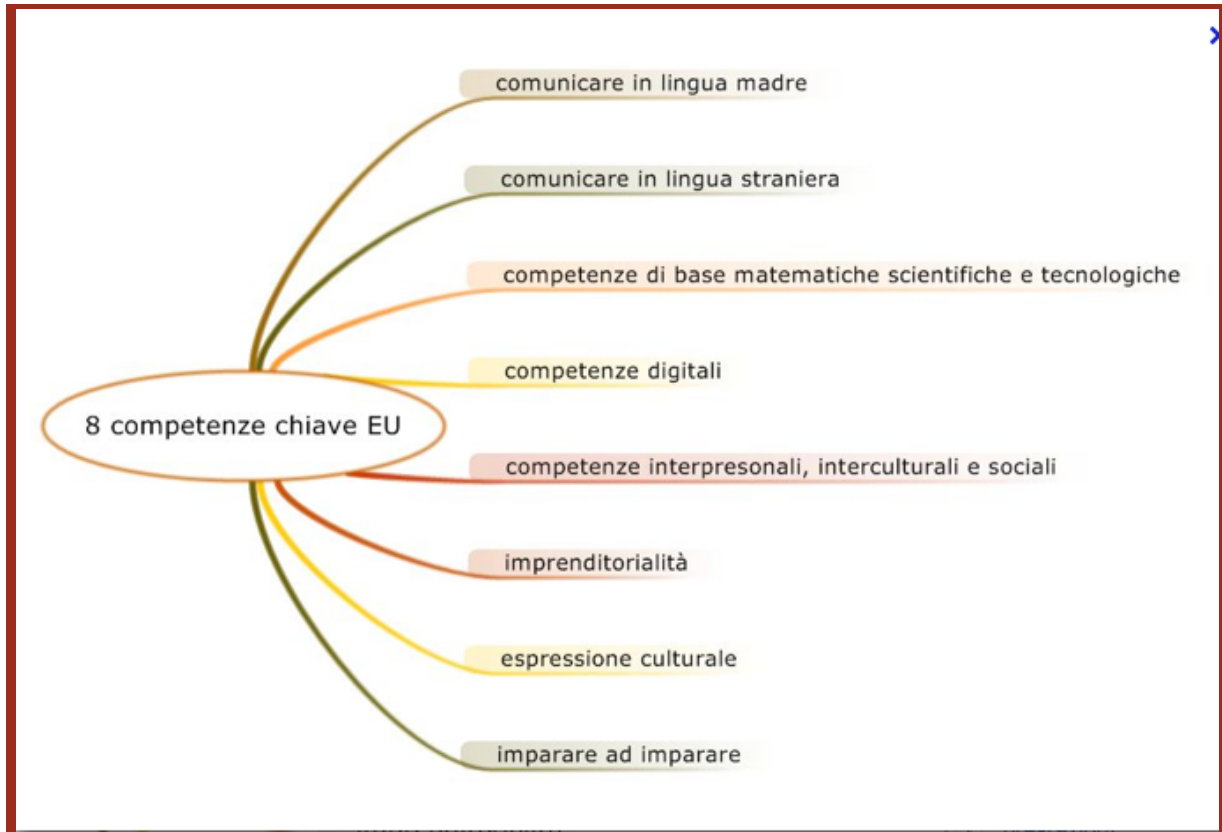 comunicare in lingua madre
comunicare in lingua straniera
competenze di base matematiche scientifiche e tecnologiche
competenze digitali
8 competenze chiave EU
competenze interpresonali, interculturali e sociali
imprenditorialità
espressione culturale
imparare ad imparare